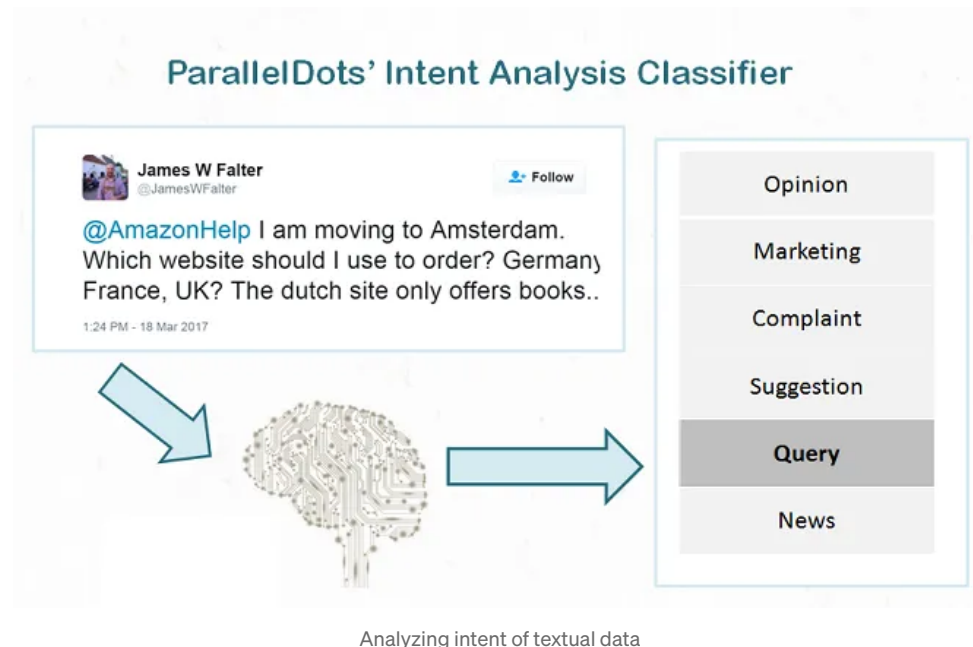 ParallelDots' Intent Analysis Classifier
James W Falter
@JamesWFalter
Follow
@AmazonHelp I am moving to Amsterdam.
Which website should I use to order? Germany
France, UK? The dutch site only offers books..
1:24 PM - 18 Mar 2017
Opinion
Marketing
Complaint
Suggestion
Query
News
Analyzing intent of textual data